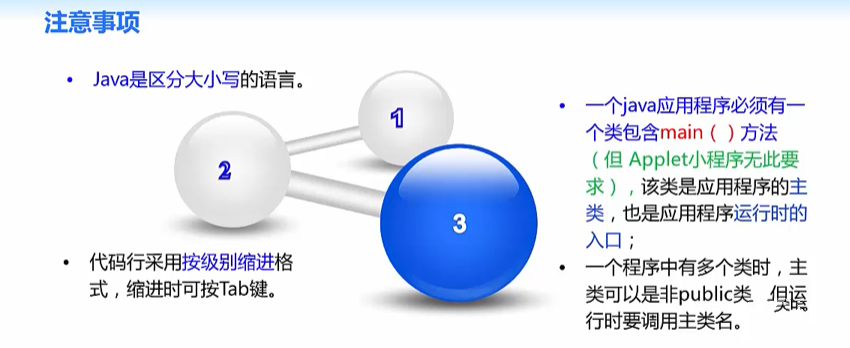 注意事项
• Java是区分大小写的语言。
1
2
3
• 代码行采用按级别缩进格
式，缩进时可按Tab键。
• 一个java应用程序必须有一
个类包含main（ ）方法
（但 Applet小程序无此要
求），该类是应用程序的主
类，也是应用程序运行时的
入口；
• 一个程序中有多个类时，主
类可以是非public类 但运
行时要调用主类名。